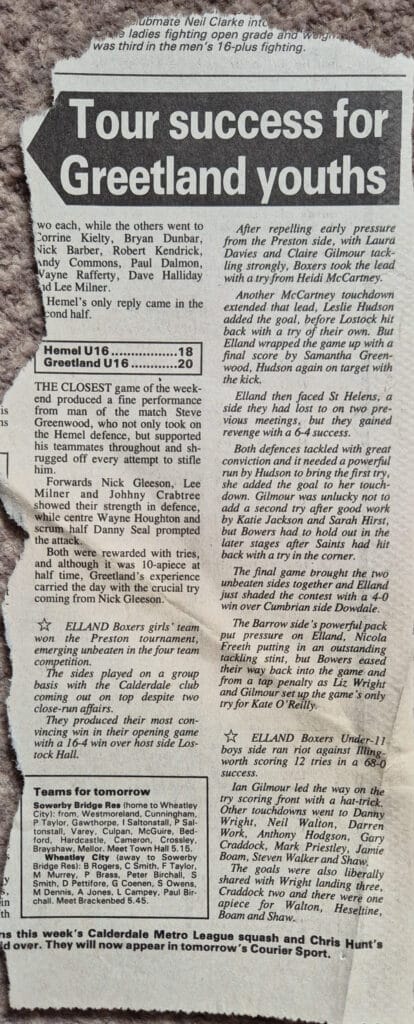 ubmate Neil Clarke into
e ladies fighting open grade and
was third in the men's 16-plus fighting.
Tour success for
Greetland youths
wo each, while the others went to
Corrine Kielty, Bryan Dunbar,
Nick Barber, Robert Kendrick,
Andy Commons, Paul Dalmon,
Wayne Rafferty, Dave Halliday
nd Lee Milner.
Hemel's only reply came in the
cond half.
Hemel U16.................18
Greetland U16............20
THE CLOSEST game of the week-
end produced a fine performance
from man of the match Steve
Greenwood, who not only took on
the Hemel defence, but supported
his teammates throughout and sh-
rugged off every attempt to stifle
him.
Forwards Nick Gleeson, Lee
Milner and Johhny Crabtree
showed their strength in defence,
while centre Wayne Houghton and
scrum half Danny Seal prompted
the attack.
Both were rewarded with tries,
and although it was 10-apiece at
half time, Greetland's experience
carried the day with the crucial try
coming from Nick Gleeson.
☆ ELLAND Boxers girls' team
won the Preston tournament,
emerging unbeaten in the four team
competition.
The sides played on a group
basis with the Calderdale club
coming out on top despite two
close-run affairs.
They produced their most con-
vincing win in their opening game
with a 16-4 win over host side Los-
tock Hall.
Teams for tomorrow
Sowerby Bridge Res (home to Wheatley
City): from, Westmoreland, Cunningham,
P Taylor, Gawthorpe, I Saltonstall, P Sal-
tonstall, Varey, Culpan, McGuire, Bed-
ford, Hardcastle, Cameron, Crossley,
Brayshaw, Mellor. Meet Town Hall 5.15.
Wheatley City (away to Sowerby
Bridge Res): B Rogers, C Smith, F Taylor,
M Murrey, P Brass, Peter Birchall, S
Smith, D Pettifore, G Coenen, S Owens,
M Dennis, A Jones, L Campey, Paul Bir-
chall. Meet Brackenbed 5.45.
After repelling early pressure
from the Preston side, with Laura
Davies and Claire Gilmour tack-
ling strongly, Boxers took the lead
with a try from Heidi McCartney.
Another McCartney touchdown
extended that lead, Leslie Hudson
added the goal, before Lostock hit
back with a try of their own. But
Elland wrapped the game up with a
final score by Samantha Green-
wood, Hudson again on target with
the kick.
Elland then faced St Helens, a
side they had lost to on two pre-
vious meetings, but they gained
revenge with a 6-4 success.
Both defences tackled with great
conviction and it needed a powerful
run by Hudson to bring the first try,
she added the goal to her touch-
down. Gilmour was unlucky not to
add a second try after good work
by Katie Jackson and Sarah Hirst,
but Bowers had to hold out in the
later stages after Saints had hit
back with a try in the corner.
The final game brought the two
unbeaten sides together and Elland
just shaded the contest with a 4-0
win over Cumbrian side Dowdale.
The Barrow side's powerful pack
put pressure on Elland, Nicola
Freeth putting in an outstanding
tackling stint, but Bowers eased
their way back into the game and
from a tap penalty as Liz Wright
and Gilmour set up the game's only
try for Kate O'Reilly.
☆ ELLAND Boxers Under-11
boys side ran riot against Illing-
worth scoring 12 tries in a 68-0
success.
Ian Gilmour led the way on the
try scoring front with a hat-trick.
Other touchdowns went to Danny
Wright, Neil Walton, Darren
Work, Anthony Hodgson, Gary
Craddock, Mark Priestley, Jamie
Boam, Steven Walker and Shaw.
The goals were also liberally
shared with Wright landing three,
Craddock two and there were one
apiece for Walton, Heseltine,
Boam and Shaw.
ns this week's Calderdale Metro League squash and Chris Hunt's
d over. They will now appear in tomorrow's Courier Sport.